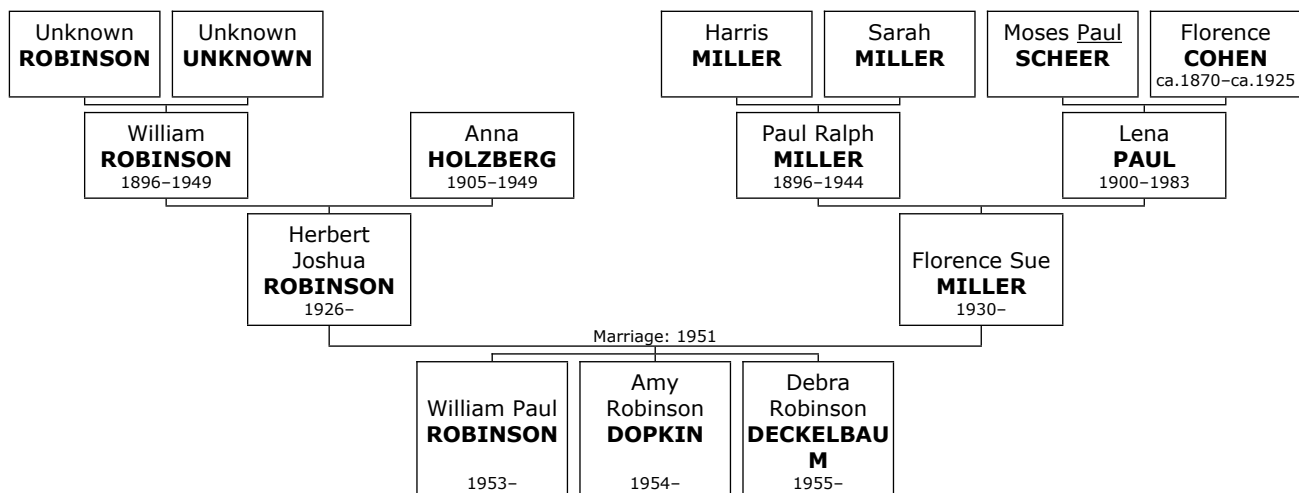 Unknown
ROBINSON
Unknown
UNKNOWN
Harris
MILLER
Sarah
MILLER
Moses Paul
SCHEER
Florence
COHEN
ca.1870–ca.1925
William
ROBINSON
1896–1949
Anna
HOLZBERG
1905–1949
Paul Ralph
MILLER
1896–1944
Lena
PAUL
1900–1983
Herbert
Joshua
ROBINSON
1926–
Florence Sue
MILLER
1930–
Marriage: 1951
William Paul
ROBINSON
1953–
Amy
Robinson
DOPKIN
1954–
Debra
Robinson
DECKELBAU
M
1955–